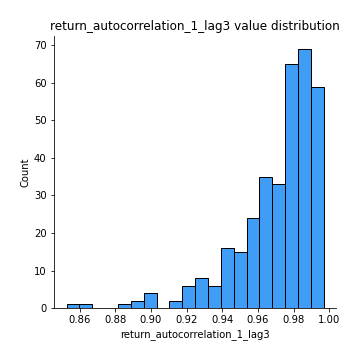 return_autocorrelation_1_lag3 value distribution
70
60
50
40
30
20
10
0
Count
0.86 0.88 0.90 0.92 0.94 0.96 0.98 1.00
return_autocorrelation_1_lag3